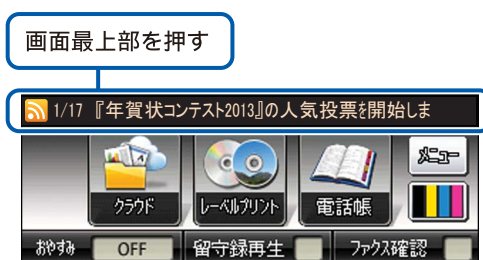 画面最上部を押す
1/17 『年賀状コンテスト2013』の人気投票を開始しま
メニュー
クラウド レーベルプリント 電話帳
おやすみ OFF 留守録再生 ファクス確認